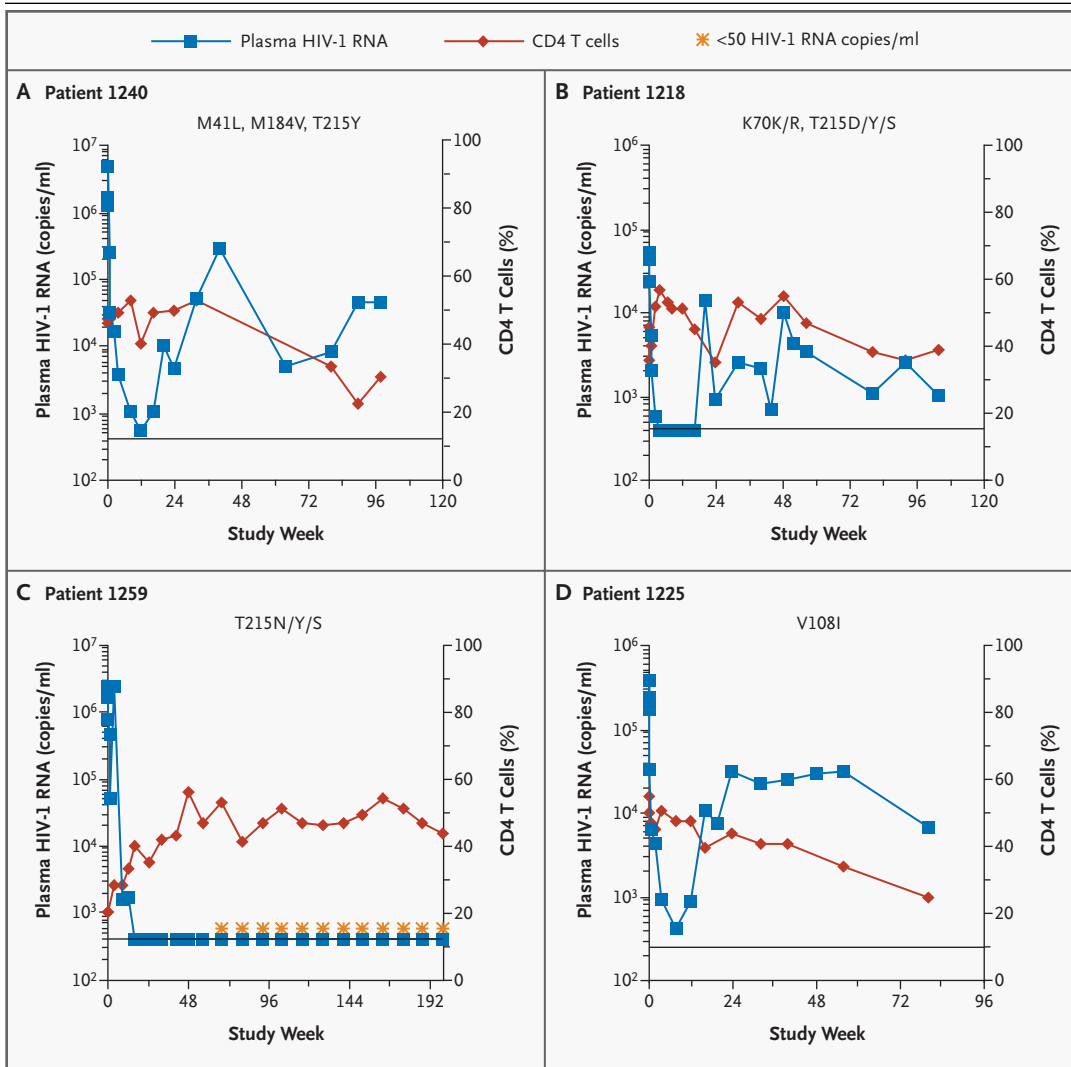 Plasma HIV-1 RNA CD4 T cells <50 HIV-1 RNA copies/ml
A Patient 1240
M41L, M184V, T215Y
Plasma HIV-1 RNA (copies/ml)
10⁷
10⁶
10⁵
10⁴
10³
10²
100
80
60
40
20
0
CD4 T Cells (%)
0 24 48 72 96 120
Study Week
B Patient 1218
K70K/R, T215D/Y/S
Plasma HIV-1 RNA (copies/ml)
10⁶
10⁵
10⁴
10³
10²
100
80
60
40
20
0
CD4 T Cells (%)
0 24 48 72 96 120
Study Week
C Patient 1259
T215N/Y/S
Plasma HIV-1 RNA (copies/ml)
10⁷
10⁶
10⁵
10⁴
10³
10²
100
80
60
40
20
0
CD4 T Cells (%)
0 48 96 144 192
Study Week
D Patient 1225
V108I
Plasma HIV-1 RNA (copies/ml)
10⁶
10⁵
10⁴
10³
10²
100
80
60
40
20
0
CD4 T Cells (%)
0 24 48 72 96
Study Week